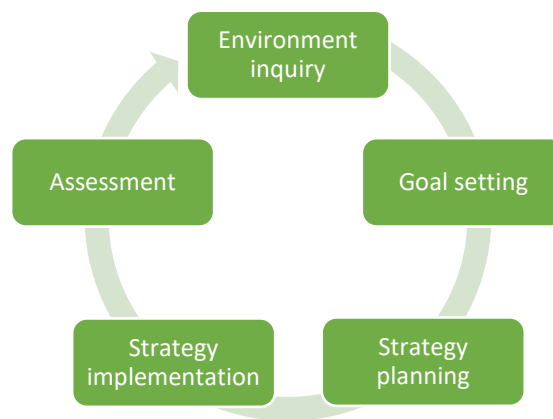 Environment
inquiry
Goal setting
Strategy
planning
Strategy
implementation
Assessment